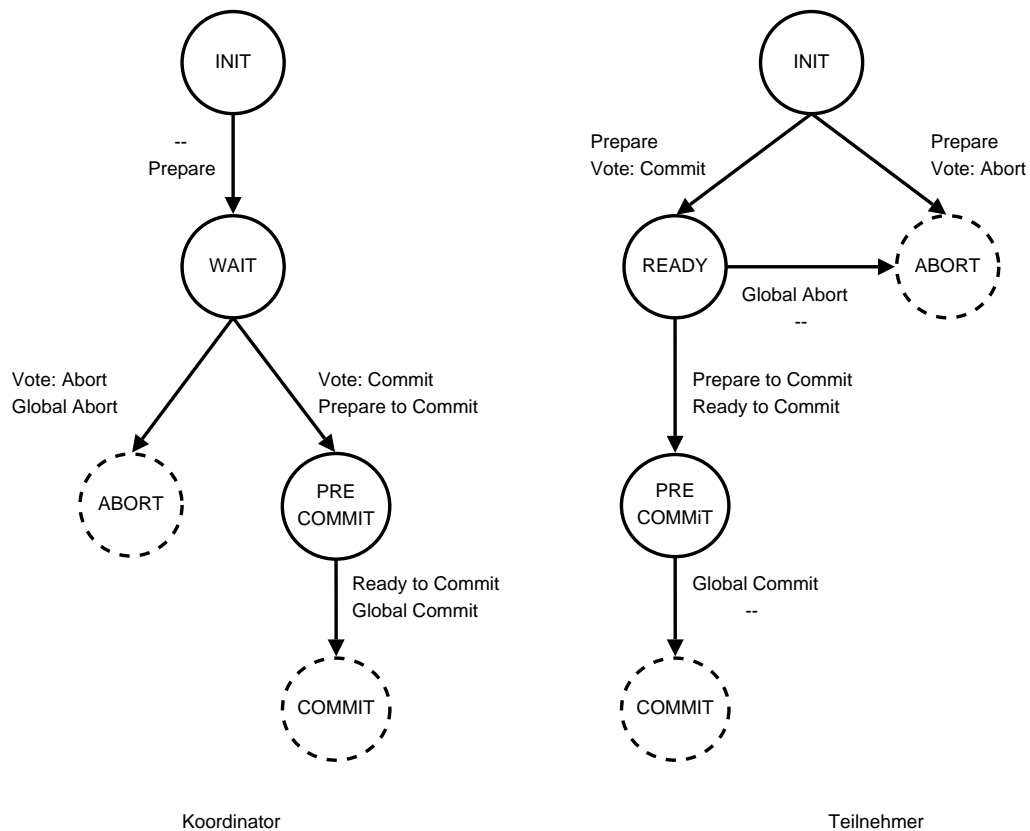 INIT
--
Prepare
WAIT
Vote: Abort
Global Abort
Vote: Commit
Prepare to Commit
ABORT
PRE
COMMIT
Ready to Commit
Global Commit
COMMIT
Koordinator
INIT
Prepare
Vote: Commit
Prepare
Vote: Abort
READY
ABORT
Global Abort
--
Prepare to Commit
Ready to Commit
PRE
COMMiT
Global Commit
--
COMMIT
Teilnehmer